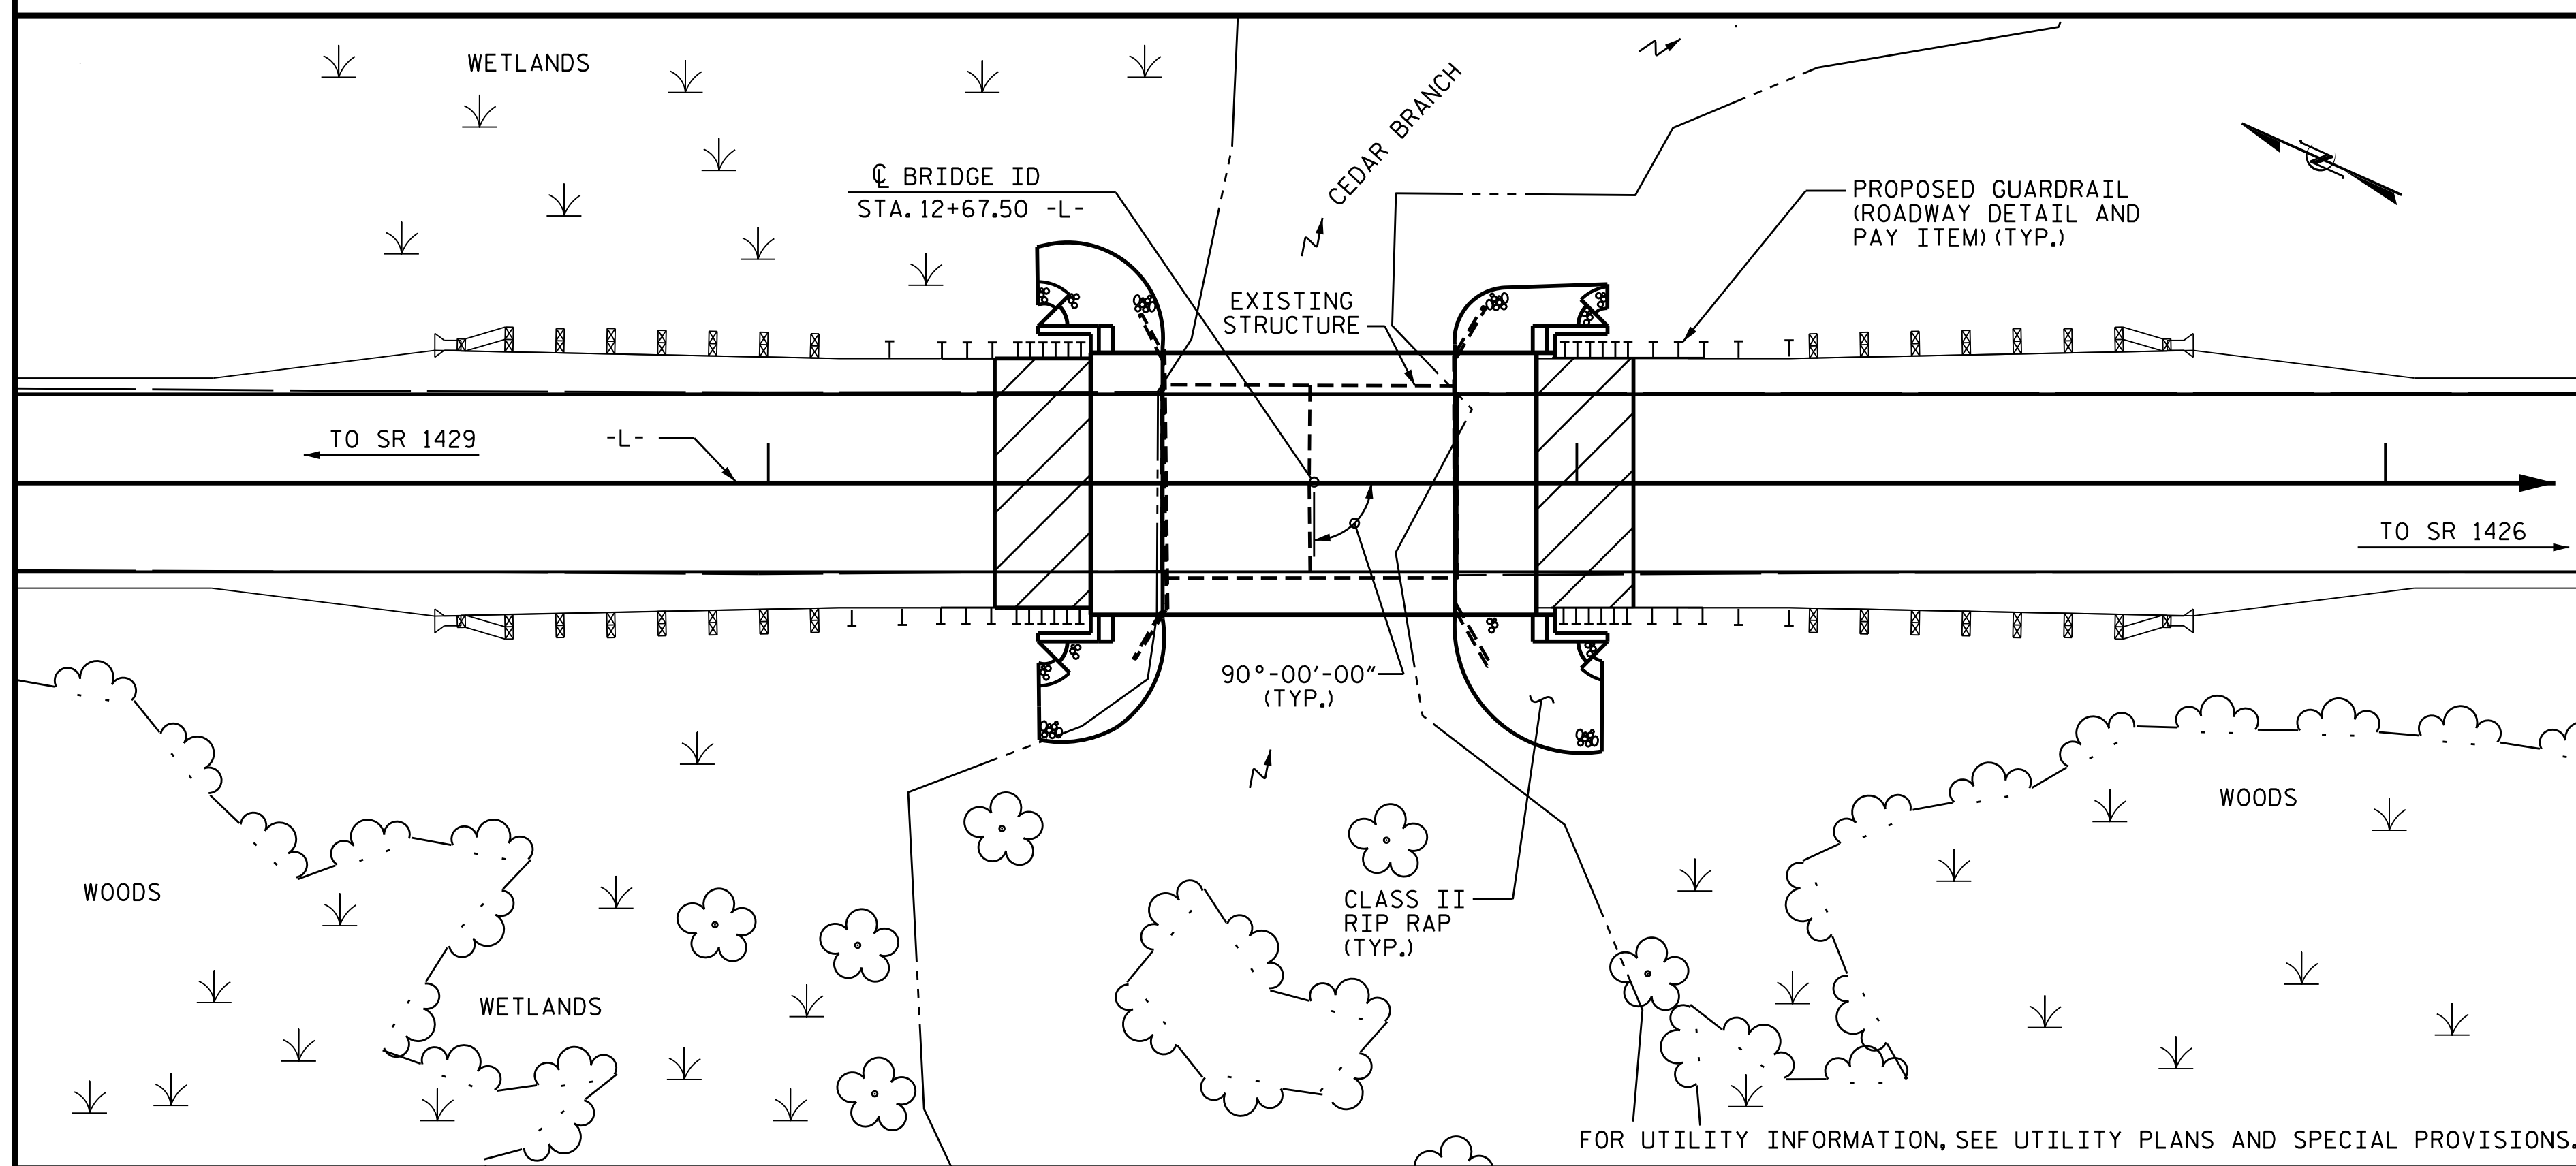 WETLANDS
CEDAR BRANCH
℄ BRIDGE ID
STA. 12+67.50 -L-
PROPOSED GUARDRAIL
(ROADWAY DETAIL AND
PAY ITEM) (TYP.)
N
EXISTING
STRUCTURE
TO SR 1429
-L-
TO SR 1426
90°-00'-00"
(TYP.)
WOODS
WOODS
CLASS II
RIP RAP
(TYP.)
WETLANDS
FOR UTILITY INFORMATION, SEE UTILITY PLANS AND SPECIAL PROVISIONS.